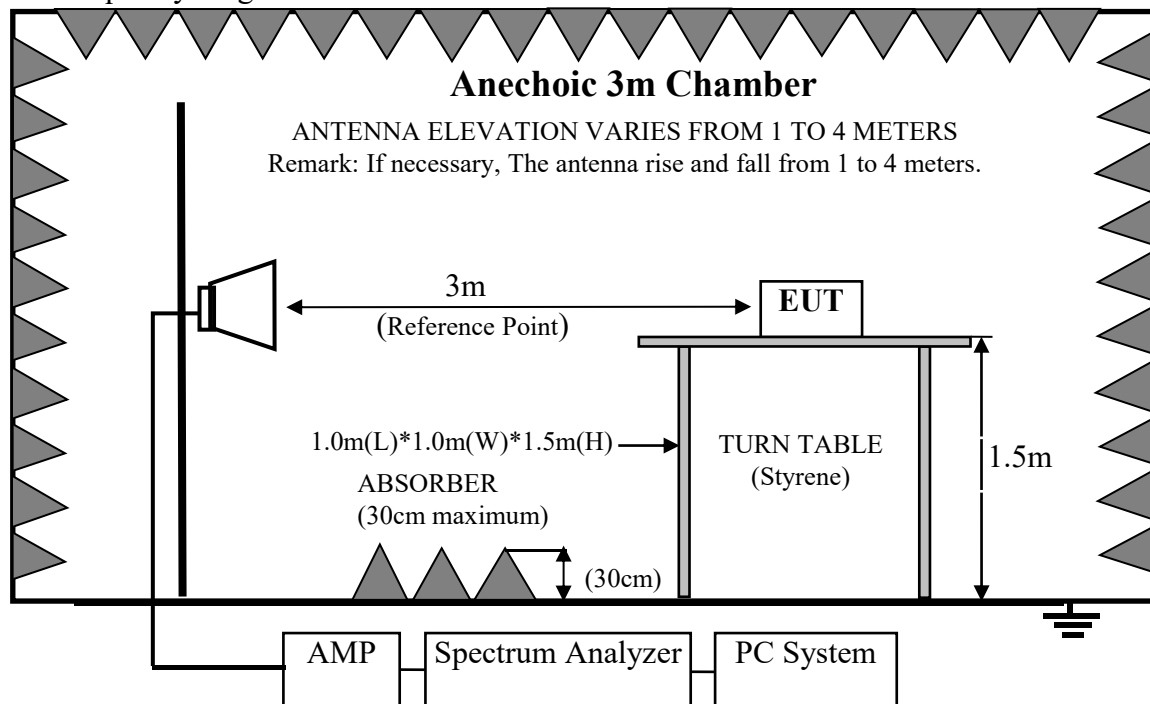 Anechoic 3m Chamber
ANTENNA ELEVATION VARIES FROM 1 TO 4 METERS
Remark: If necessary, The antenna rise and fall from 1 to 4 meters.
3m
(Reference Point)
EUT
1.0m(L)*1.0m(W)*1.5m(H)
TURN TABLE
(Styrene)
1.5m
ABSORBER
(30cm maximum)
(30cm)
AMP
Spectrum Analyzer
PC System